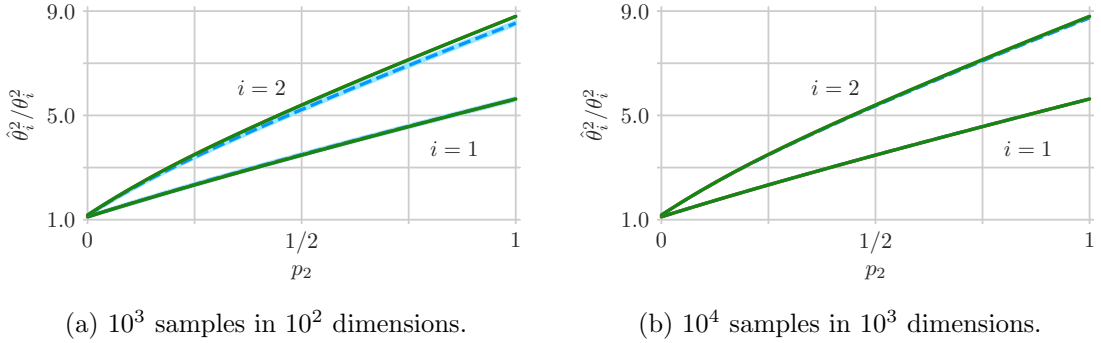 9.0
5.0
1.0
θ̂ᵢ²/θᵢ²
i = 2
i = 1
0
1/2
1
p₂
(a) 10³ samples in 10² dimensions.
9.0
5.0
1.0
θ̂ᵢ²/θᵢ²
i = 2
i = 1
0
1/2
1
p₂
(b) 10⁴ samples in 10³ dimensions.